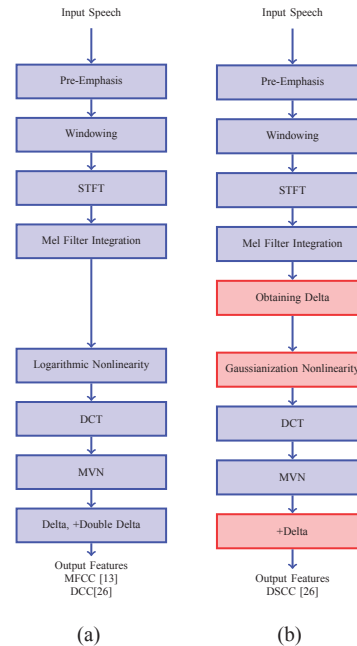 Input Speech
Pre-Emphasis
Windowing
STFT
Mel Filter Integration
Logarithmic Nonlinearity
DCT
MVN
Delta, +Double Delta
Output Features
MFCC [13]
DCC[26]
(a)
Input Speech
Pre-Emphasis
Windowing
STFT
Mel Filter Integration
Obtaining Delta
Gaussianization Nonlinearity
DCT
MVN
+Delta
Output Features
DSCC [26]
(b)